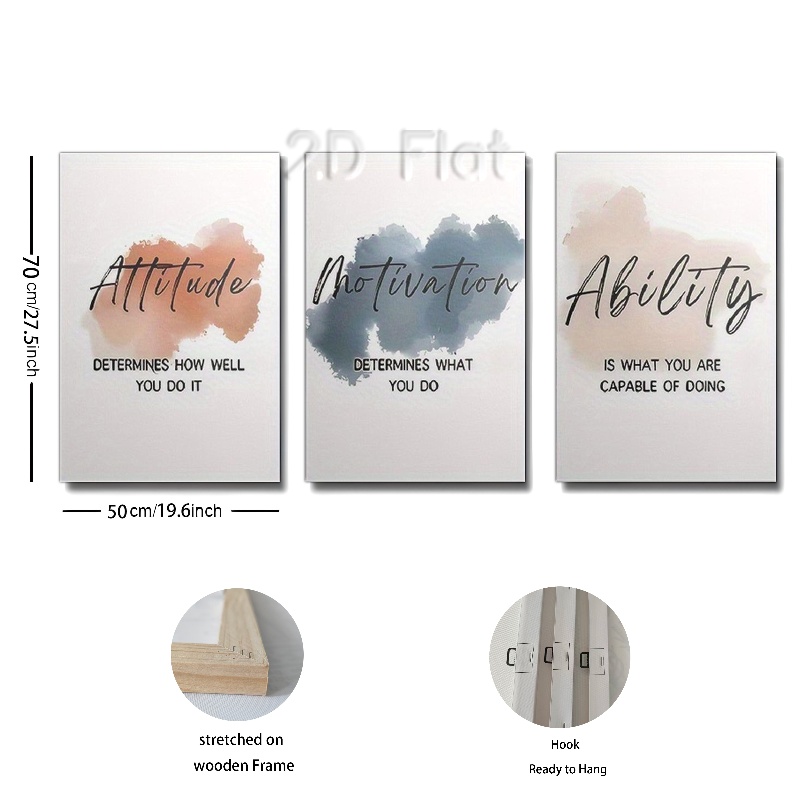 2.D Flat
Attitude
DETERMINES HOW WELL
YOU DO IT
Motivation
DETERMINES WHAT
YOU DO
Ability
IS WHAT YOU ARE
CAPABLE OF DOING
70cm/27.5inch
50cm/19.6inch
stretched on
wooden Frame
Hook
Ready to Hang